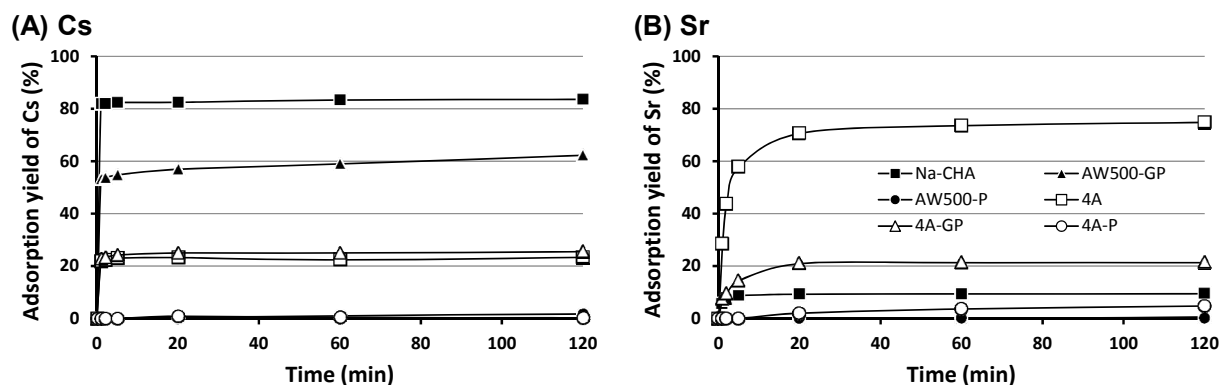 (A) Cs
Adsorption yield of Cs (%)
100
80
60
40
20
0
0 20 40 60 80 100 120
Time (min)
(B) Sr
Adsorption yield of Sr (%)
100
80
60
40
20
0
Na-CHA AW500-GP
AW500-P 4A
4A-GP 4A-P
0 20 40 60 80 100 120
Time (min)